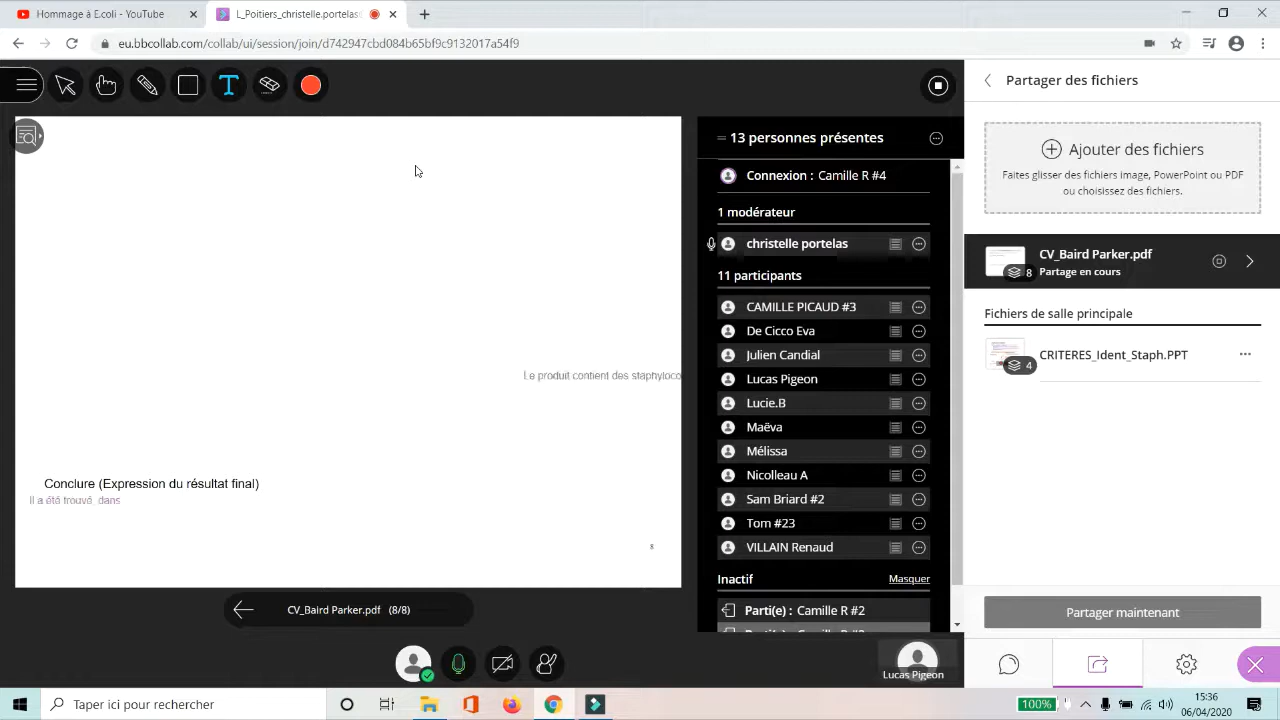 Hommage à E.coli - YouTube
L_Poitiers_christelle.portelas
eu.bbcollab.com/collab/ui/session/join/d742947cbd084b65bf9c9132017a54f9
T
Partager des fichiers
13 personnes présentes
Connexion : Camille R #4
1 modérateur
christelle portelas
11 participants
CAMILLE PICAUD #3
De Cicco Eva
Julien Candial
Lucas Pigeon
Lucie.B
Maëva
Mélissa
Nicolleau A
Sam Briard #2
Tom #23
VILLAIN Renaud
Inactif
Masquer
Parti(e) : Camille R #2
Ajouter des fichiers
Faites glisser des fichiers image, PowerPoint ou PDF
ou choisissez des fichiers.
CV_Baird Parker.pdf
8
Partage en cours
Fichiers de salle principale
CRITERES_Ident_Staph.PPT
4
Partager maintenant
Le produit contient des staphyloco
Conclure (Expression du résultat final)
Il a été trouvé dans
8
CV_Baird Parker.pdf (8/8)
Lucas Pigeon
Taper ici pour rechercher
100%
15:36
06/04/2020